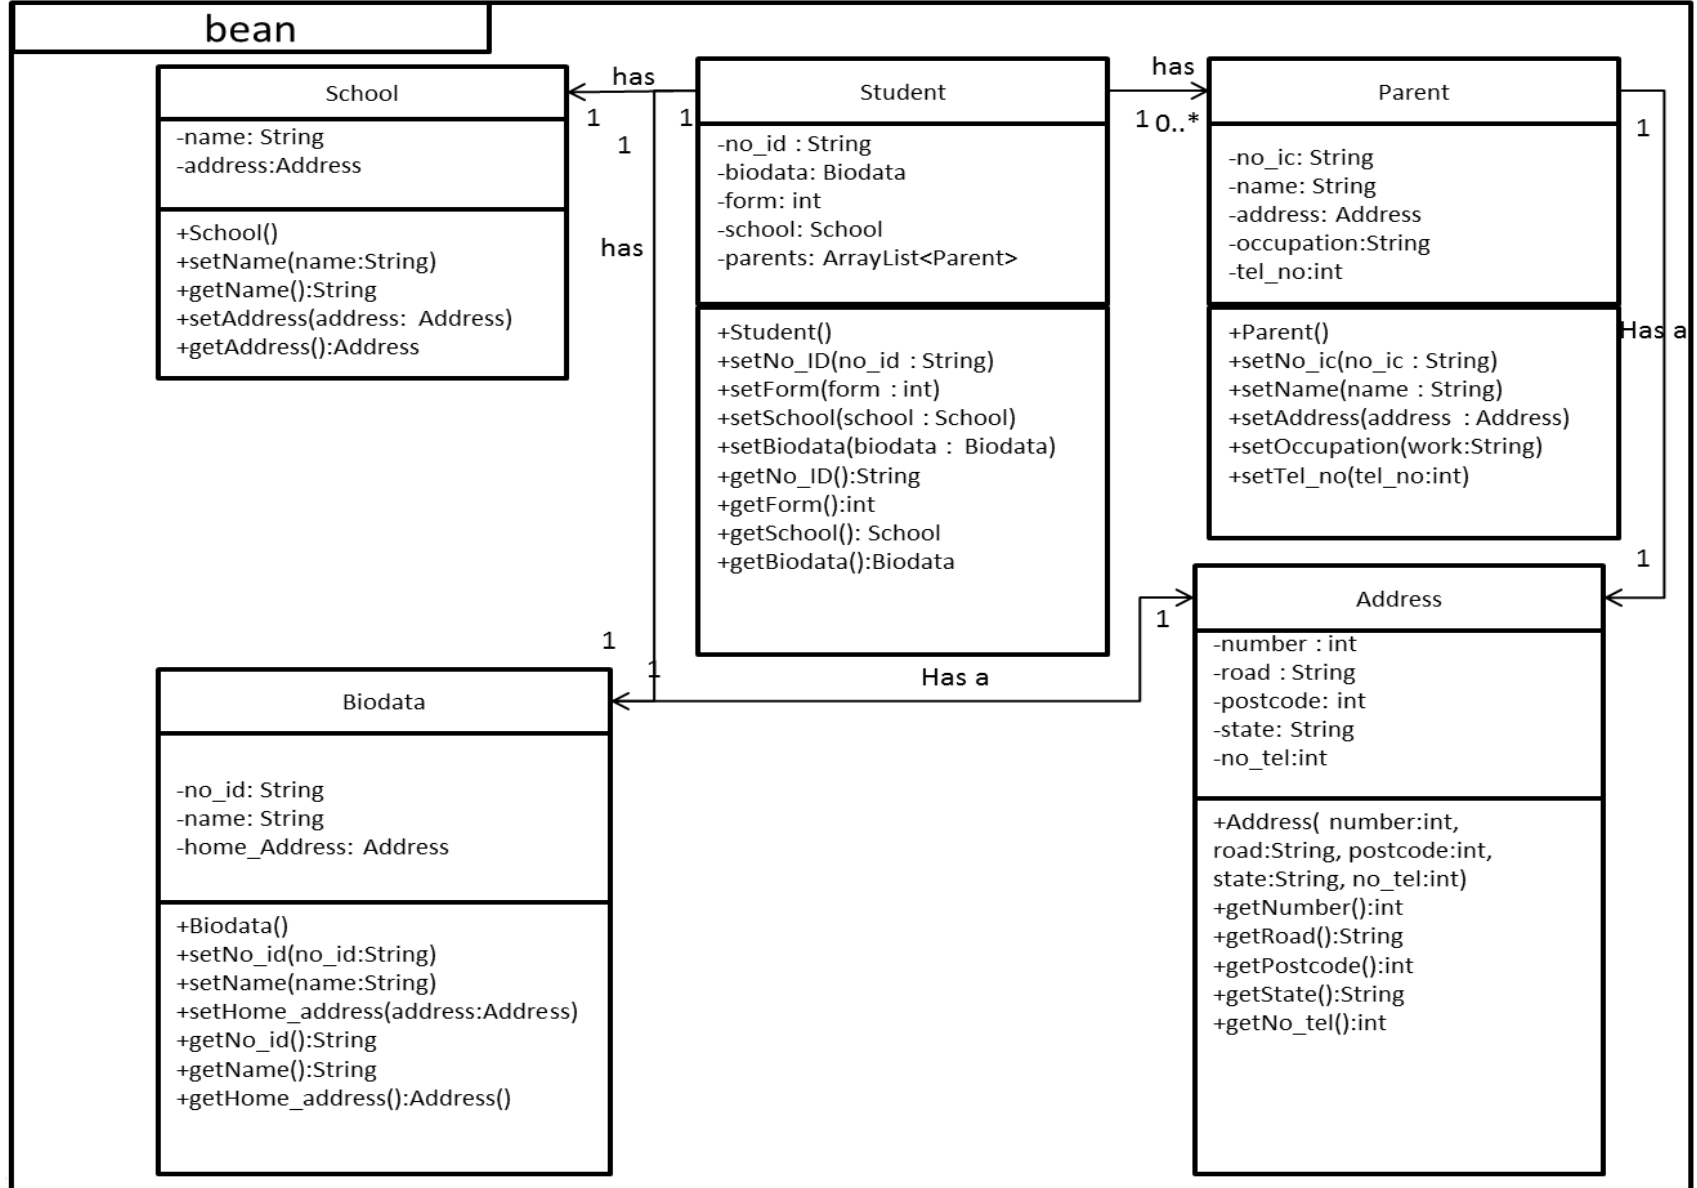 bean
School
-name: String
-address:Address
+School()
+setName(name:String)
+getName():String
+setAddress(address: Address)
+getAddress():Address
has
1
1
1
has
Student
-no_id : String
-biodata: Biodata
-form: int
-school: School
-parents: ArrayList<Parent>
+Student()
+setNo_ID(no_id : String)
+setForm(form : int)
+setSchool(school : School)
+setBiodata(biodata : Biodata)
+getNo_ID():String
+getForm():int
+getSchool(): School
+getBiodata():Biodata
has
1
0..*
Parent
-no_ic: String
-name: String
-address: Address
-occupation:String
-tel_no:int
+Parent()
+setNo_ic(no_ic : String)
+setName(name : String)
+setAddress(address : Address)
+setOccupation(work:String)
+setTel_no(tel_no:int)
1
Has a
1
1
1
Has a
1
Biodata
-no_id: String
-name: String
-home_Address: Address
+Biodata()
+setNo_id(no_id:String)
+setName(name:String)
+setHome_address(address:Address)
+getNo_id():String
+getName():String
+getHome_address():Address()
Address
-number : int
-road : String
-postcode: int
-state: String
-no_tel:int
+Address( number:int,
road:String, postcode:int,
state:String, no_tel:int)
+getNumber():int
+getRoad():String
+getPostcode():int
+getState():String
+getNo_tel():int